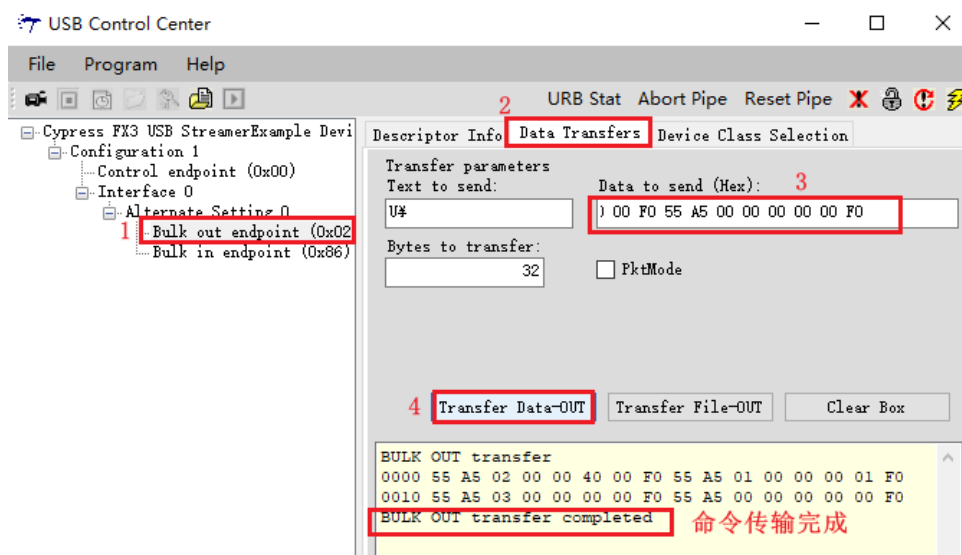 USB Control Center
File Program Help
2 URB Stat Abort Pipe Reset Pipe
Cypress FX3 USB StreamerExample Devi
Configuration 1
Control endpoint (0x00)
Interface 0
Alternate Setting 0
1 Bulk out endpoint (0x02
Bulk in endpoint (0x86)
Descriptor Info Data Transfers Device Class Selection
Transfer parameters
Text to send: Data to send (Hex): 3
U¥ ) 00 F0 55 A5 00 00 00 00 00 F0
Bytes to transfer:
32 PktMode
4 Transfer Data-OUT Transfer File-OUT Clear Box
BULK OUT transfer
0000 55 A5 02 00 00 40 00 F0 55 A5 01 00 00 00 01 F0
0010 55 A5 03 00 00 00 00 F0 55 A5 00 00 00 00 00 F0
BULK OUT transfer completed 命令传输完成